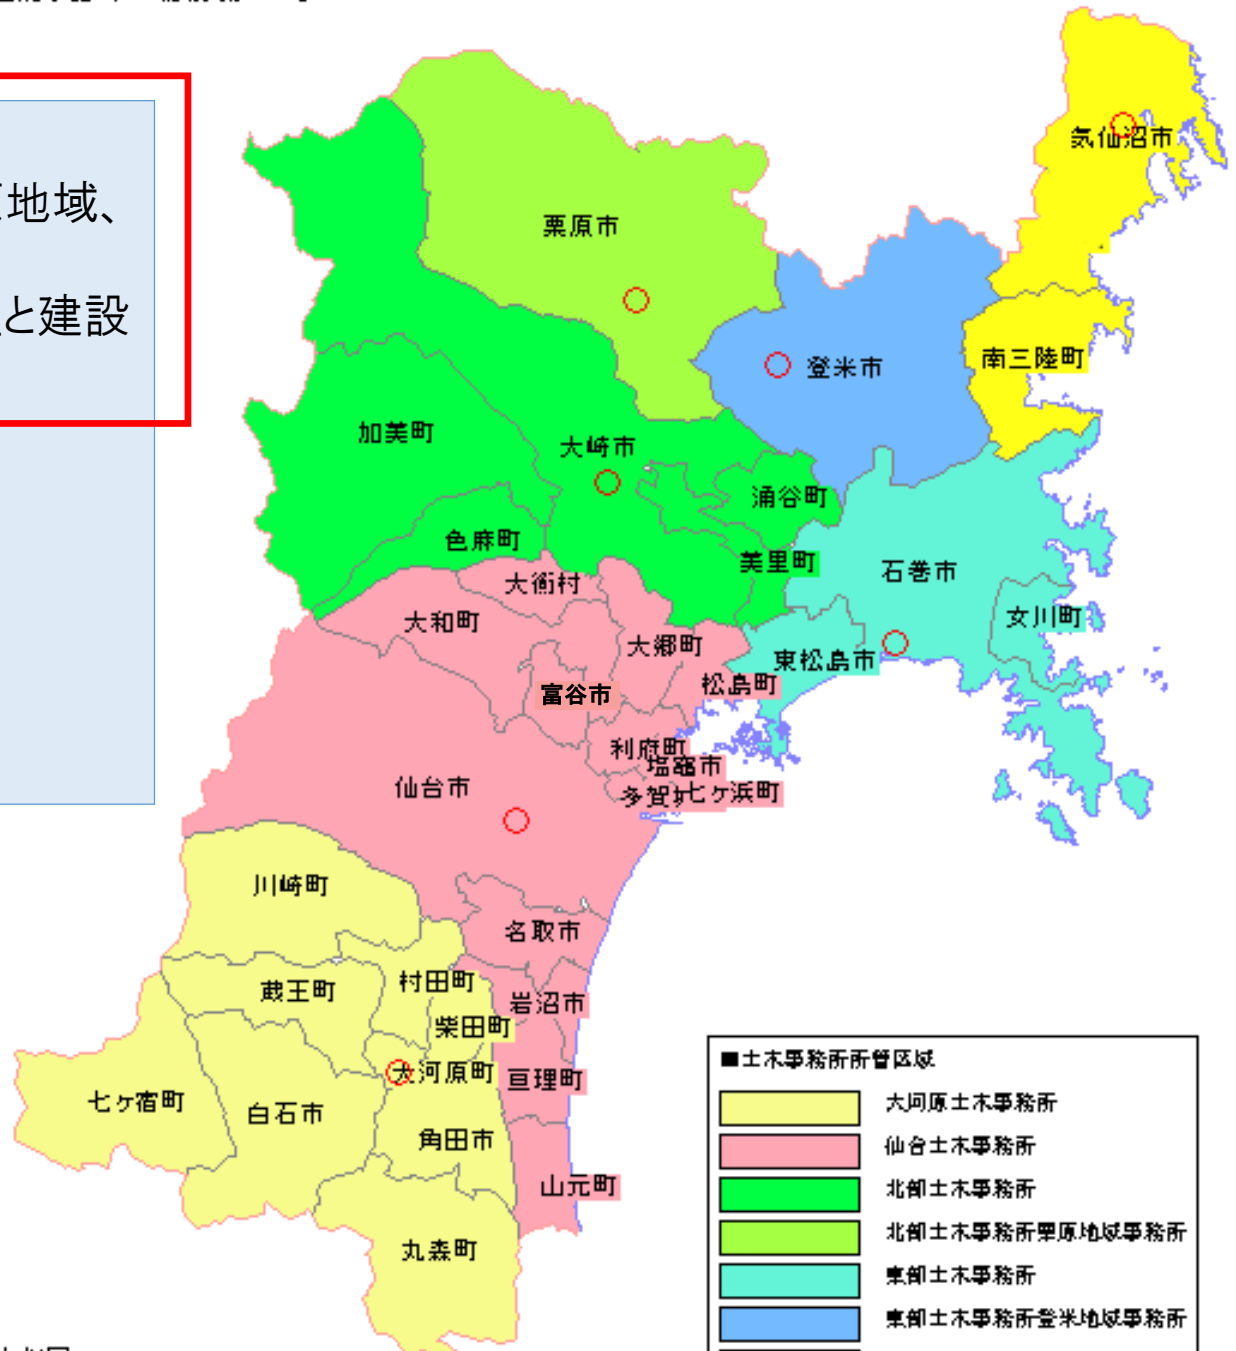 地域、
と建設
気仙沼市
栗原市
登米市
南三陸町
加美町
大崎市
涌谷町
色麻町
美里町
石巻市
大衡村
女川町
大和町
大郷町
東松島市
松島町
富谷市
利府町
塩竈市
仙台市
多賀
七ヶ浜町
川崎町
名取市
村田町
蔵王町
岩沼市
柴田町
大河原町
亘理町
七ヶ宿町
白石市
角田市
山元町
丸森町
■土木事務所所管区域
大河原土木事務所
仙台土木事務所
北部土木事務所
北部土木事務所栗原地域事務所
東部土木事務所
東部土木事務所登米地域事務所